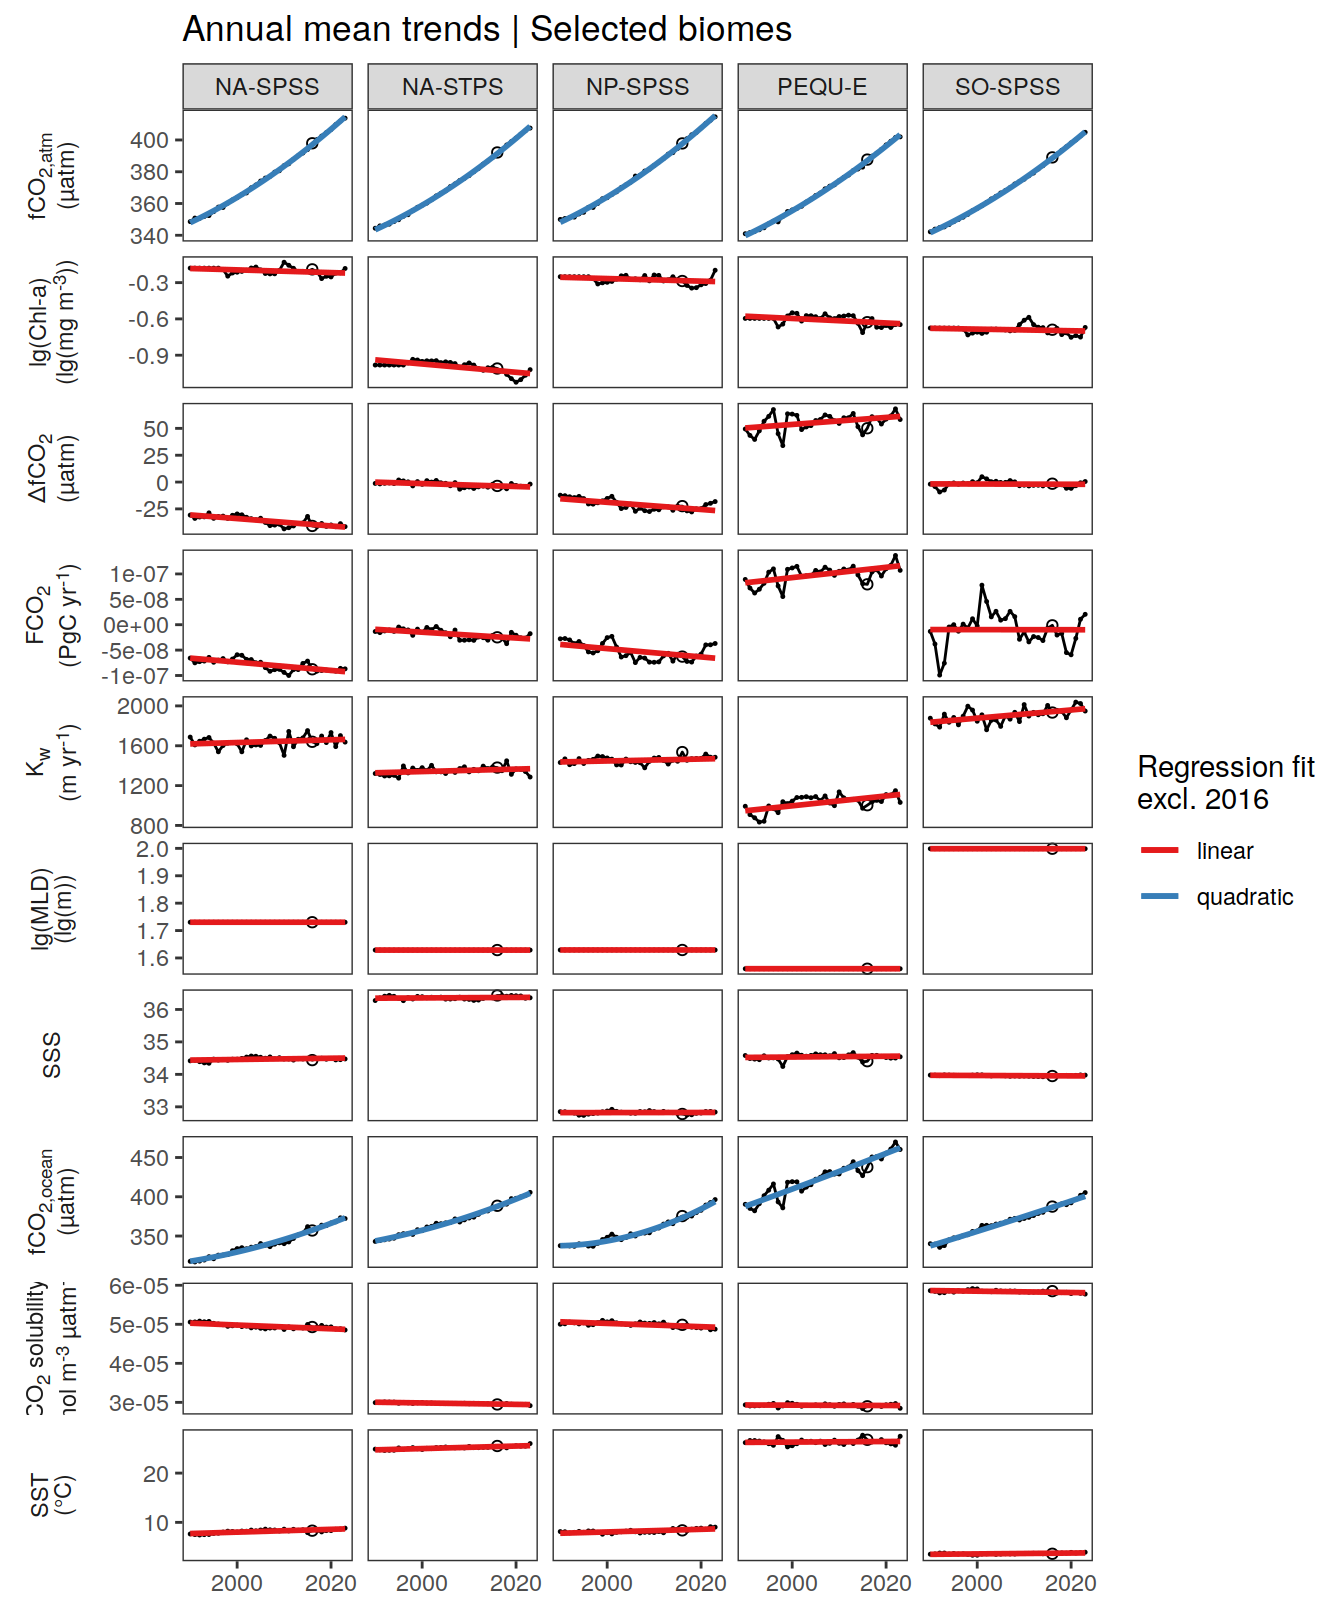 Annual mean trends | Selected biomes
NA-SPSS NA-STPS NP-SPSS PEQU-E SO-SPSS
fCO2,atm
(µatm)
400
380
360
340
lg(Chl-a)
(lg(mg m-3))
-0.3
-0.6
-0.9
ΔfCO2
(µatm)
50
25
0
-25
FCO2
(PgC yr-1)
1e-07
5e-08
0e+00
-5e-08
-1e-07
Kw
(m yr-1)
2000
1600
1200
800
lg(MLD)
(lg(m))
2.0
1.9
1.8
1.7
1.6
SSS
36
35
34
33
fCO2,ocean
(µatm)
450
400
350
CO2 solubility
nol m-3 µatm-
6e-05
5e-05
4e-05
3e-05
SST
(°C)
20
10
2000 2020 2000 2020 2000 2020 2000 2020 2000 2020
Regression fit
excl. 2016
linear
quadratic